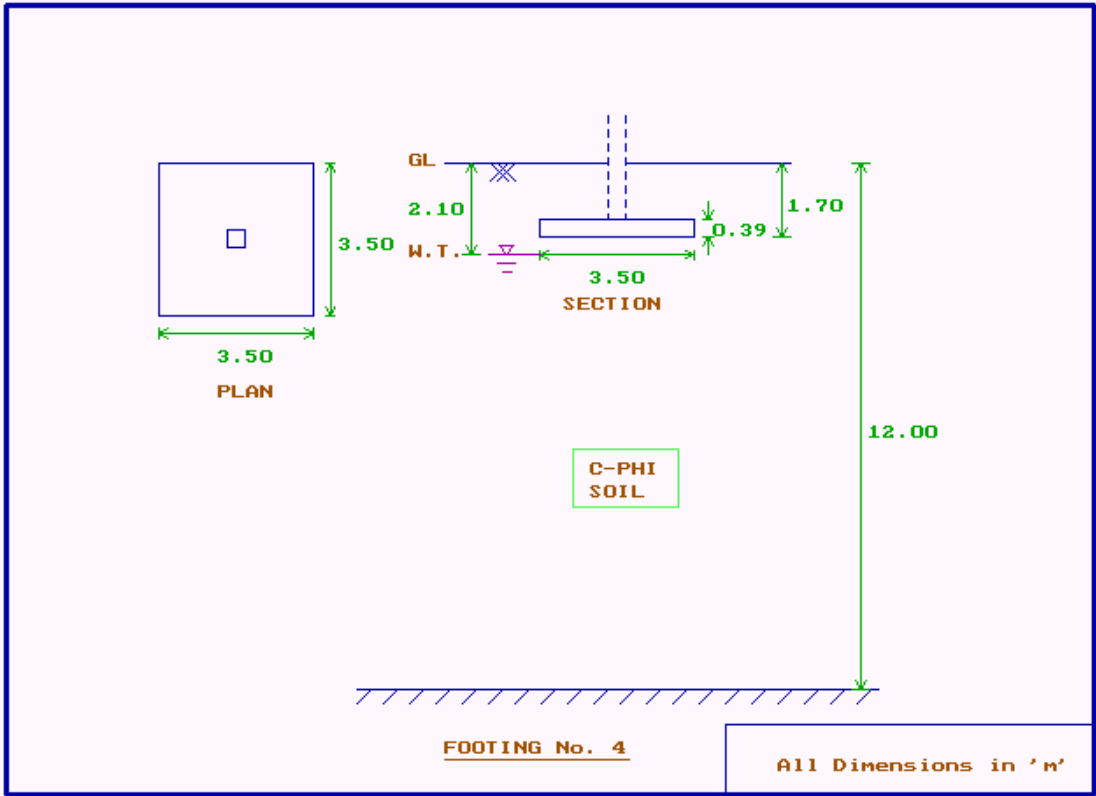 GL
2.10
1.70
0.39
3.50
W.T.
3.50
SECTION
3.50
PLAN
12.00
C-PHI
SOIL
FOOTING No. 4
All Dimensions in 'm'